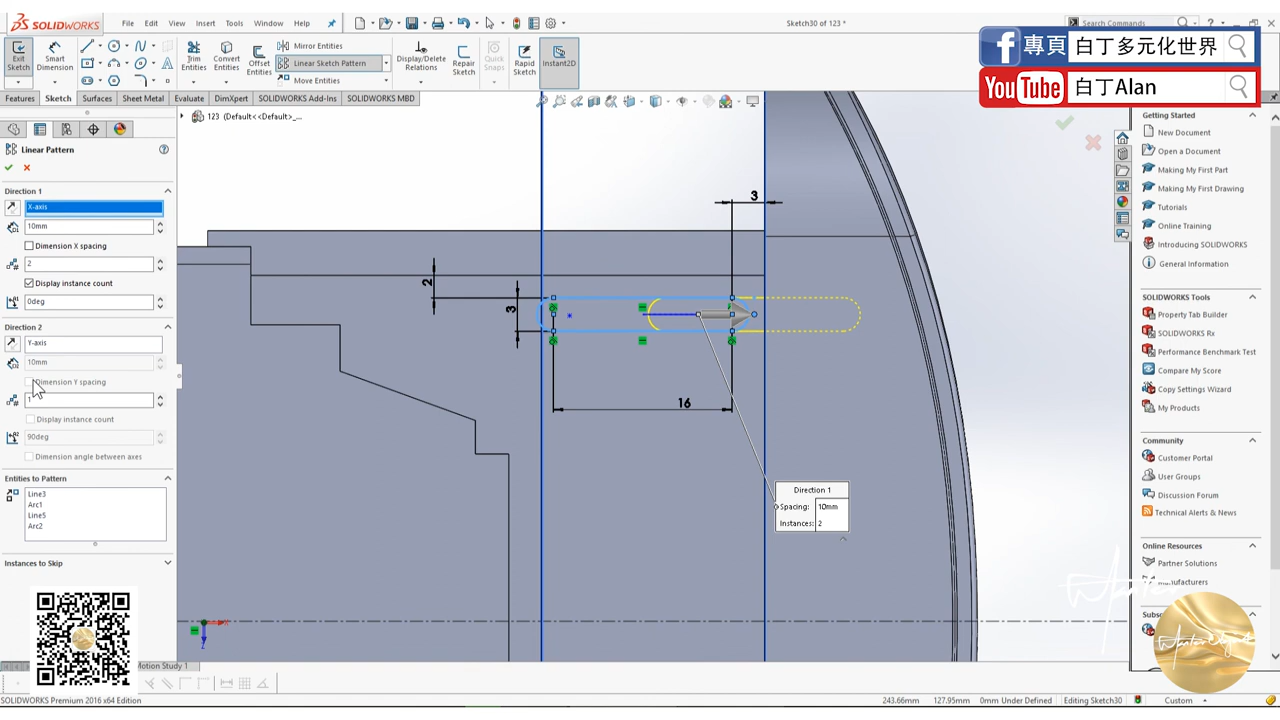 SOLIDWORKS
File Edit View Insert Tools Window Help
Sketch30 of 123 *
Search Commands
專頁 白丁多元化世界
YouTube 白丁Alan
Exit Sketch
Smart Dimension
Trim Entities
Convert Entities
Offset Entities
Mirror Entities
Linear Sketch Pattern
Move Entities
Display/Delete Relations
Repair Sketch
Quick Snaps
Rapid Sketch
Instant2D
Features Sketch Surfaces Sheet Metal Evaluate DimXpert SOLIDWORKS Add-Ins SOLIDWORKS MBD
123 (Default<<Default>_...
Linear Pattern
Direction 1
X-axis
10mm
Dimension X spacing
2
Display instance count
0deg
Direction 2
Y-axis
10mm
Dimension Y spacing
1
Display instance count
90deg
Dimension angle between axes
Entities to Pattern
Line3
Arc1
Line5
Arc2
Instances to Skip
3
2
3
16
Direction 1
Spacing: 10mm
Instances: 2
Getting Started
New Document
Open a Document
Making My First Part
Making My First Drawing
Tutorials
Online Training
Introducing SOLIDWORKS
General Information
SOLIDWORKS Tools
Property Tab Builder
SOLIDWORKS Rx
Performance Benchmark Test
Compare My Score
Copy Settings Wizard
My Products
Community
Customer Portal
User Groups
Discussion Forum
Technical Alerts & News
Online Resources
Partner Solutions
Manufacturers
Motion Study 1
SOLIDWORKS Premium 2016 x64 Edition
243.66mm 127.95mm 0mm Under Defined Editing Sketch30 Custom